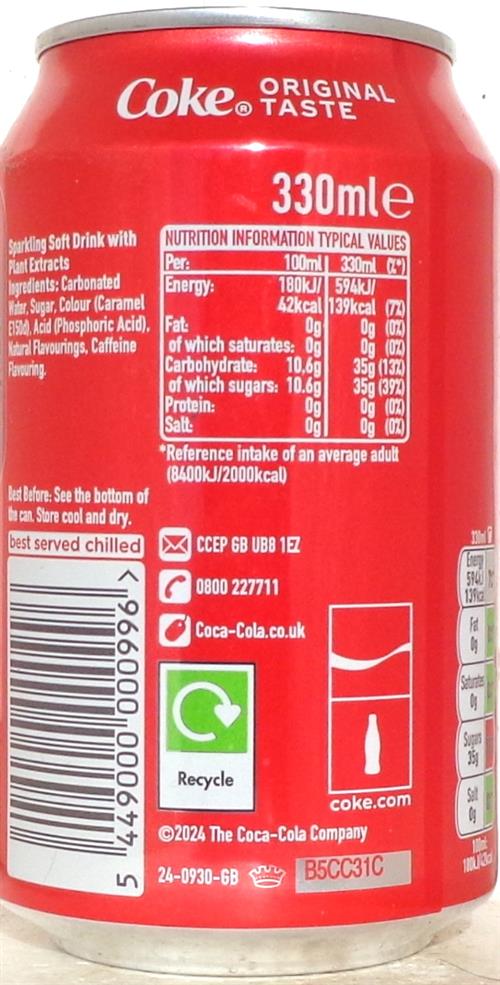 Coke® ORIGINAL
TASTE
330ml e
Sparkling Soft Drink with
Plant Extracts
Ingredients: Carbonated
Water, Sugar, Colour (Caramel
E150d), Acid (Phosphoric Acid),
Natural Flavourings, Caffeine
Flavouring.
Best Before: See the bottom of
the can. Store cool and dry.
best served chilled
NUTRITION INFORMATION TYPICAL VALUES
Per: 100ml 330ml (%*)
Energy: 180kJ/ 594kJ/
42kcal 139kcal (7%)
Fat: 0g 0g (0%)
of which saturates: 0g 0g (0%)
Carbohydrate: 10,6g 35g (13%)
of which sugars: 10.6g 35g (39%)
Protein: 0g 0g (0%)
Salt: 0g 0g (0%)
*Reference intake of an average adult
(8400kJ/2000kcal)
CCEP GB UB8 1EZ
0800 227711
Coca-Cola.co.uk
Recycle
coke.com
©2024 The Coca-Cola Company
24-0930-GB B5CC31C
5 449000 000996 >
330ml
Energy
594kJ
139kcal
Fat
0g
Saturates
0g
Sugars
35g
Salt
0g
100ml:
180kJ/42kcal